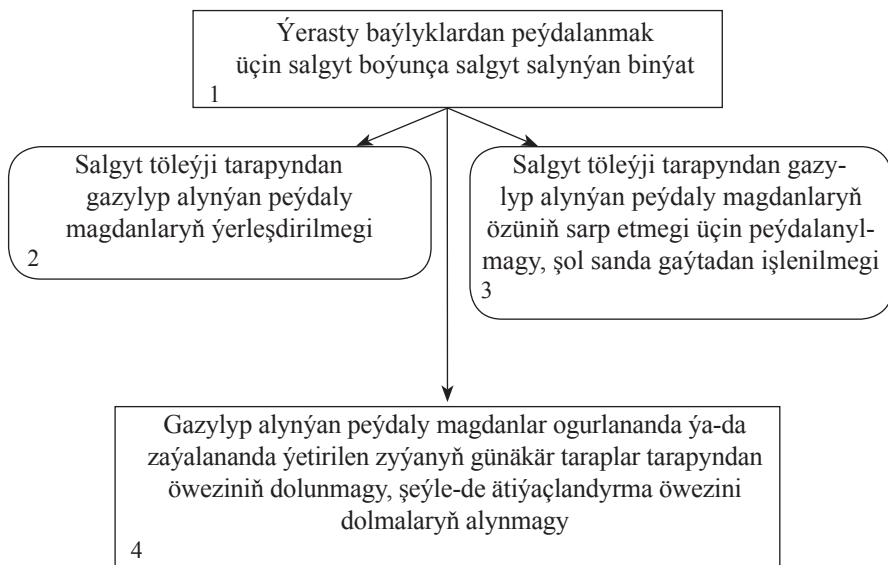 Ýerasty baýlyklardan peýdalanmak
üçin salgyt boýunça salgyt salynýan binýat
1
Salgyt töleýji tarapyndan
gazylyp alynýan peýdaly
magdanlaryň ýerleşdirilmegi
2
Salgyt töleýji tarapyndan gazy-
lyp alynýan peýdaly magdanlaryň
özüniň sarp etmegi üçin peýdalanyl-
magy, şol sanda gaýtadan işlenilmegi
3
Gazylyp alynýan peýdaly magdanlar ogurlananda ýa-da
zaýalananda ýetirilen zyýanyň günäkär taraplar tarapyndan
öweziniň dolunmagy, şeýle-de ätiýaçlandyrma öwezini
dolmalaryň alynmagy
4